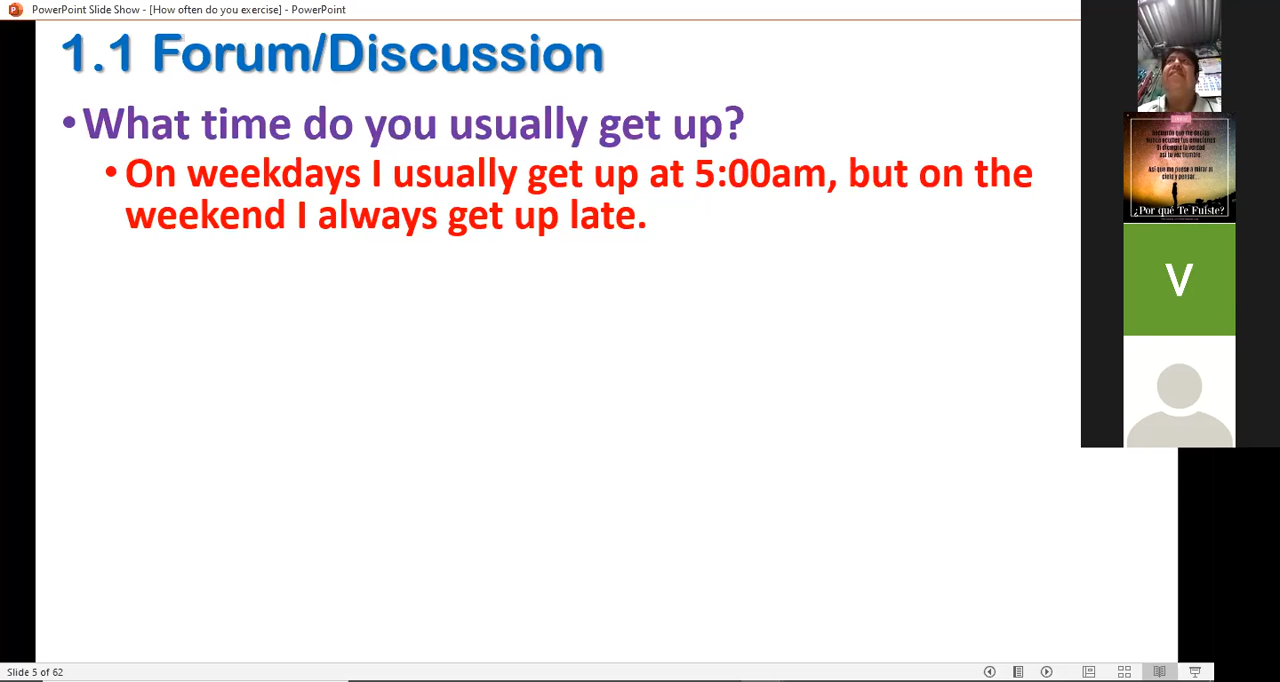 PowerPoint Slide Show - [How often do you exercise] - PowerPoint
1.1 Forum/Discussion
•What time do you usually get up?
•On weekdays I usually get up at 5:00am, but on the
weekend I always get up late.
¿Por qué Te Fuiste?
V
Slide 5 of 62